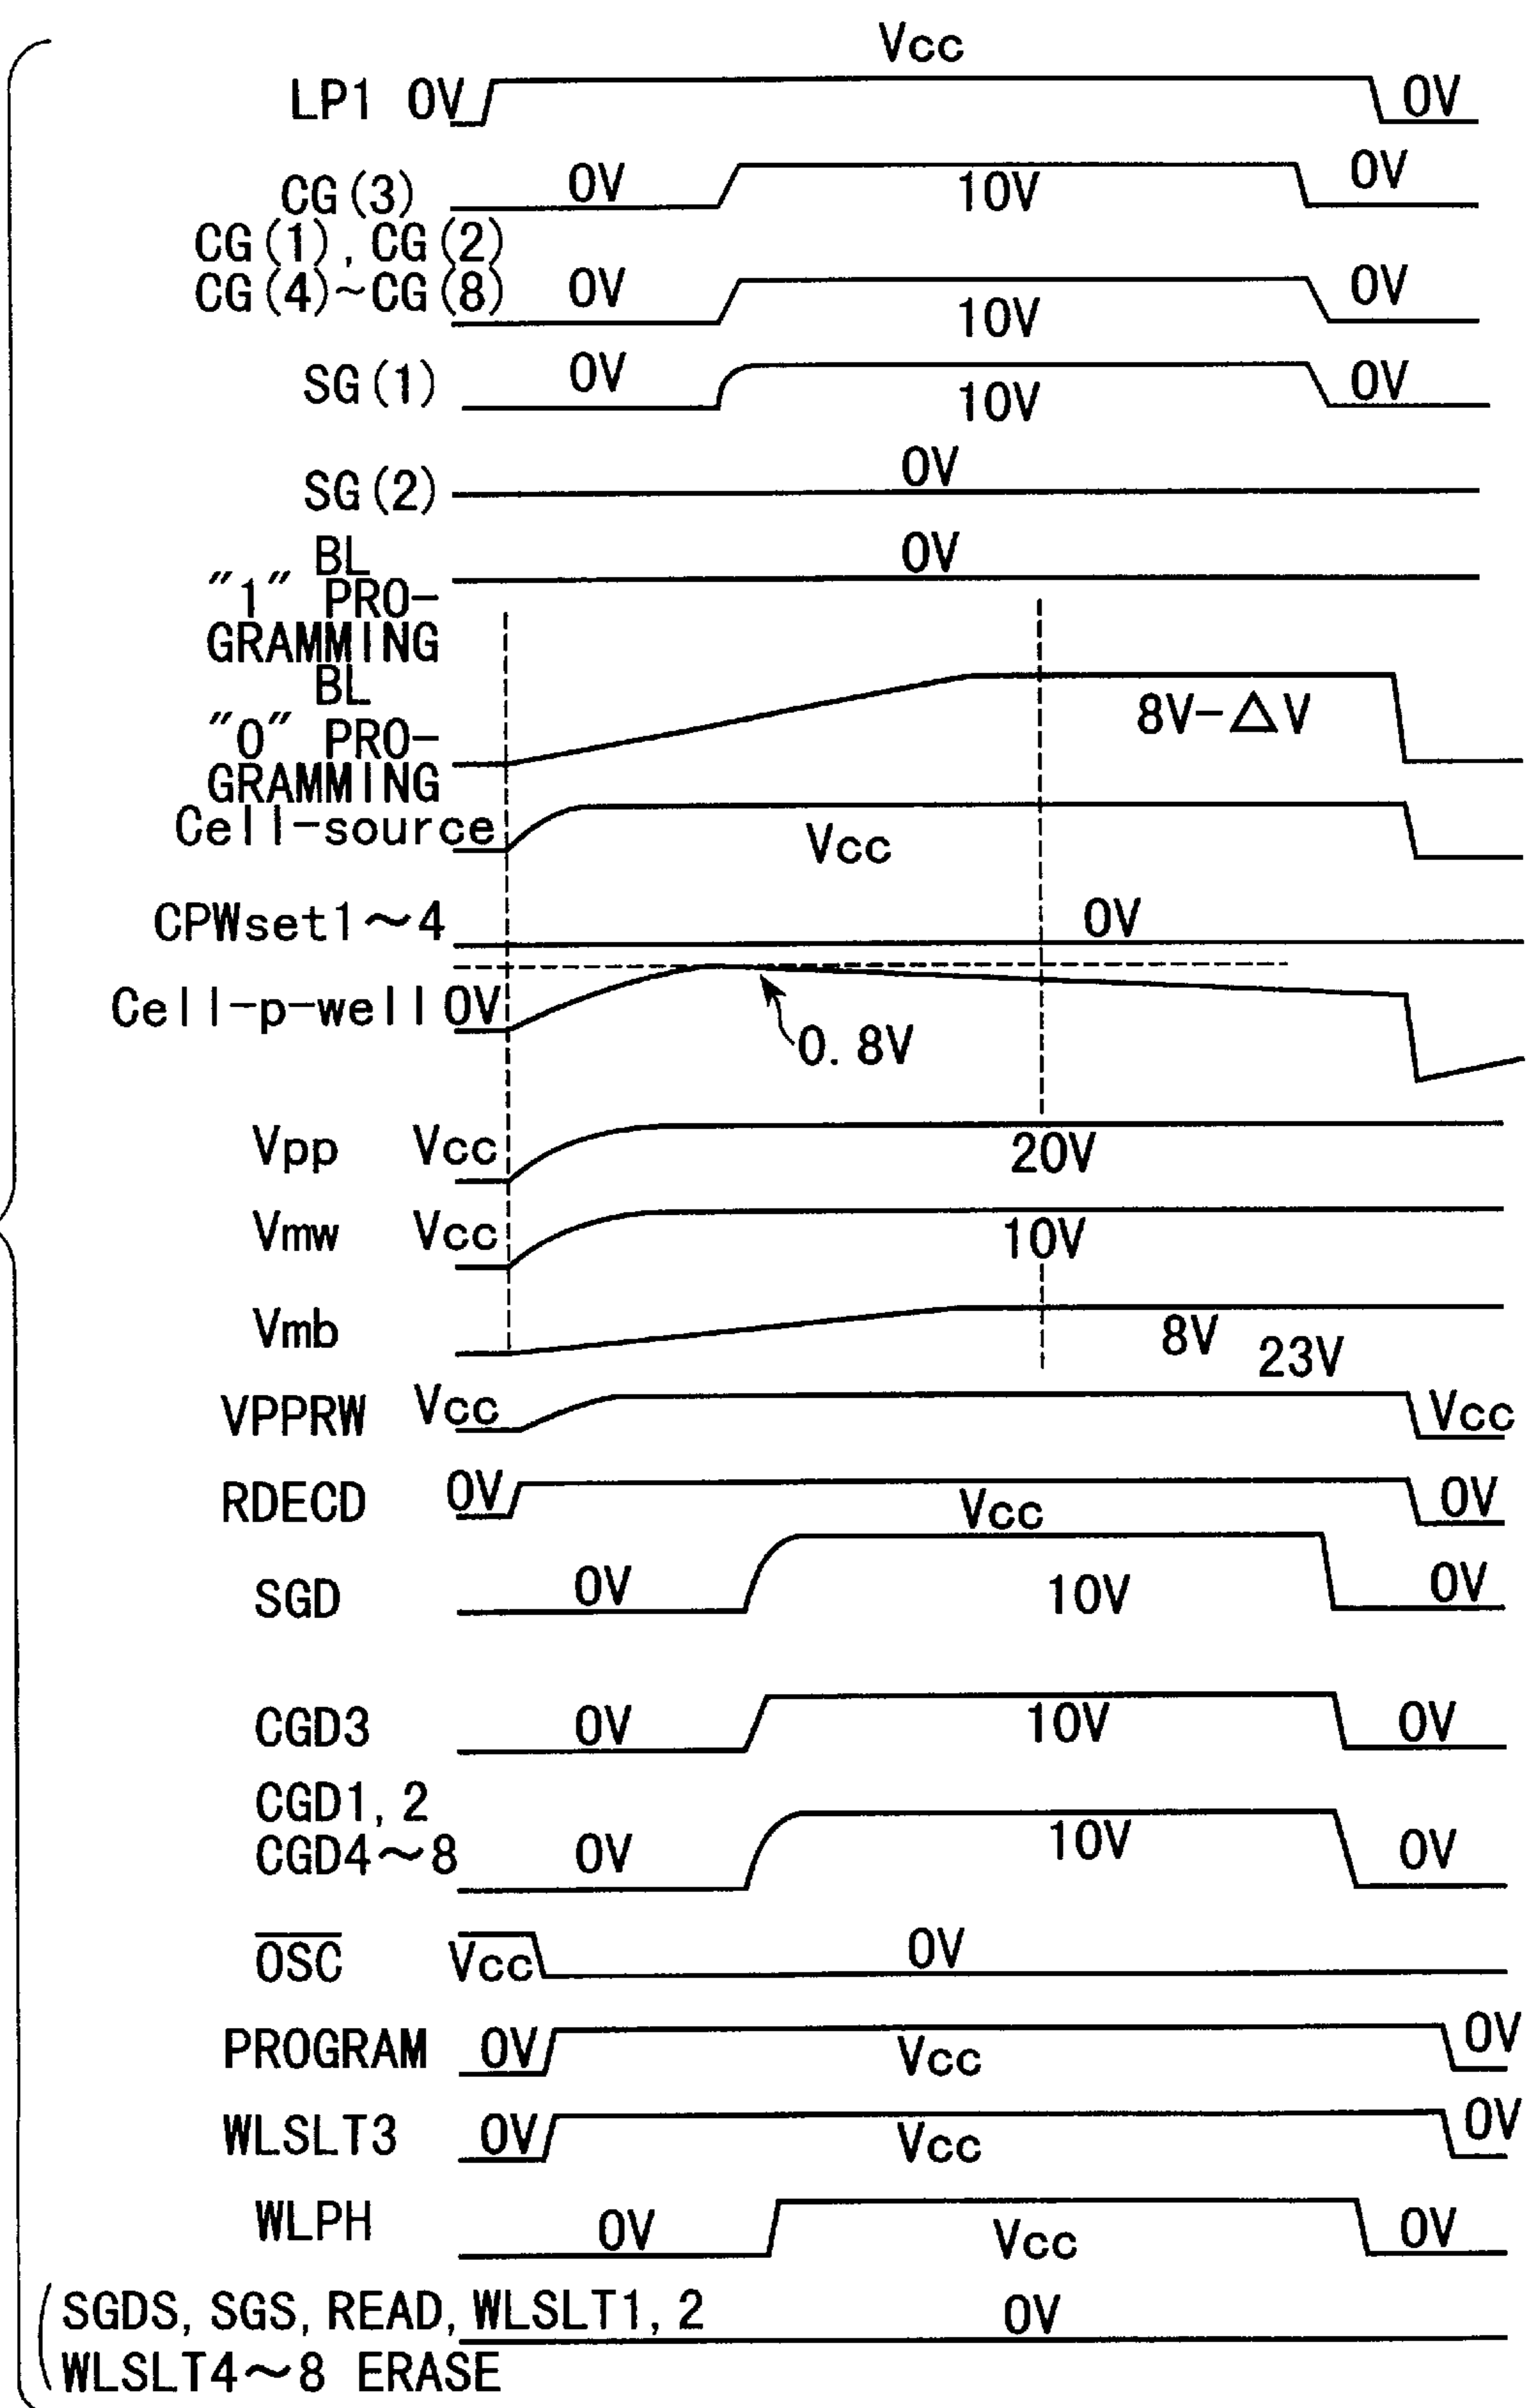 Vcc
LP1 0V 0V
CG(3) 0V 10V 0V
CG(1), CG(2)
CG(4)~CG(8) 0V 10V 0V
SG(1) 0V 10V 0V
SG(2) 0V
BL 0V
"1" PRO-
GRAMMING
BL
"0" PRO- 8V-△V
GRAMMING
Cell-source Vcc
CPWset1~4 0V
Cell-p-well 0V 0.8V
Vpp Vcc 20V
Vmw Vcc 10V
Vmb 8V 23V
VPPRW Vcc Vcc
RDECD 0V Vcc 0V
SGD 0V 10V 0V
CGD3 0V 10V 0V
CGD1, 2
CGD4~8 0V 10V 0V
O̅S̅C̅ Vcc 0V
PROGRAM 0V Vcc 0V
WLSLT3 0V Vcc 0V
WLPH 0V Vcc 0V
(SGDS, SGS, READ, WLSLT1, 2 0V
WLSLT4~8 ERASE